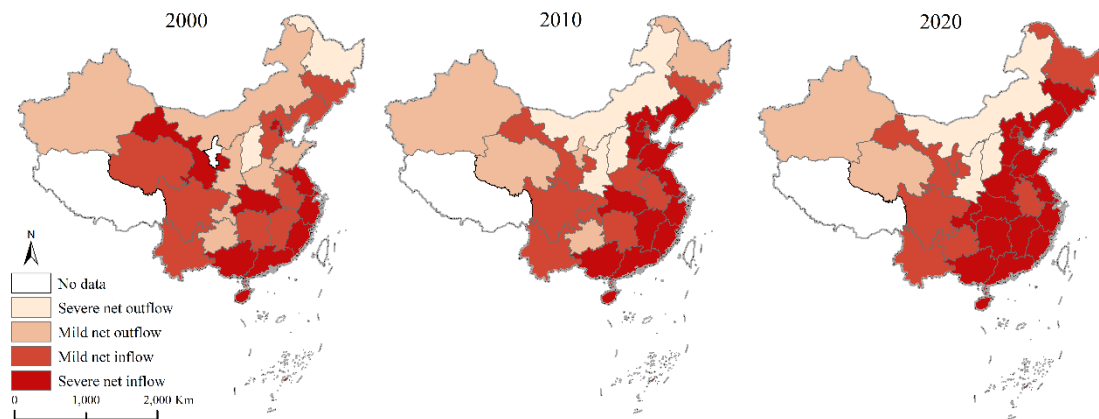 2000
2010
2020
N
No data
Severe net outflow
Mild net outflow
Mild net inflow
Severe net inflow
0 1,000 2,000 Km